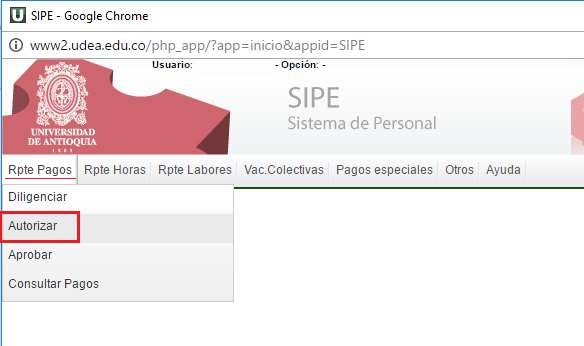 SIPE - Google Chrome
www2.udea.edu.co/php_app/?app=inicio&appid=SIPE
Usuario: - Opción: -
SIPE
Sistema de Personal
UNIVERSIDAD
DE ANTIOQUIA
1803
Rpte Pagos Rpte Horas Rpte Labores Vac.Colectivas Pagos especiales Otros Ayuda
Diligenciar
Autorizar
Aprobar
Consultar Pagos